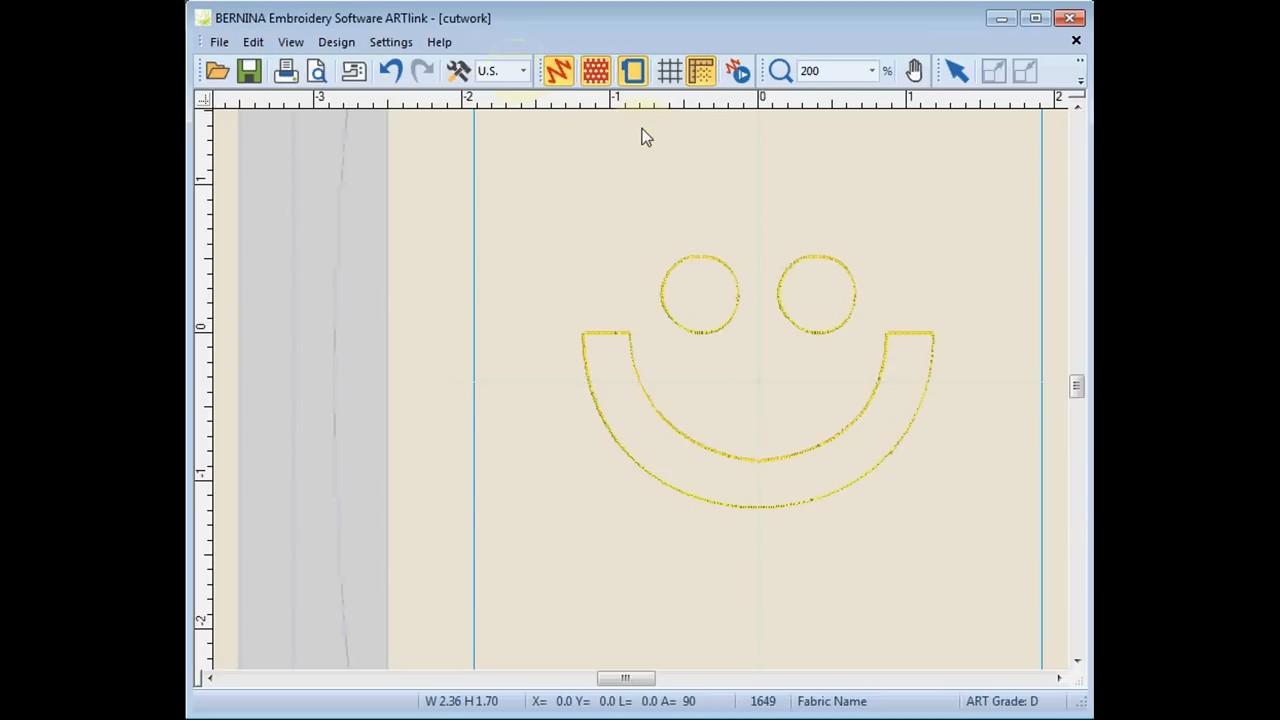 BERNINA Embroidery Software ARTlink - [cutwork]
File Edit View Design Settings Help
U.S. 200 %
-3 -2 -1 0 1 2
1
0
-1
-2
W 2.36 H 1.70 X= 0.0 Y= 0.0 L= 0.0 A= 90 1649 Fabric Name ART Grade: D